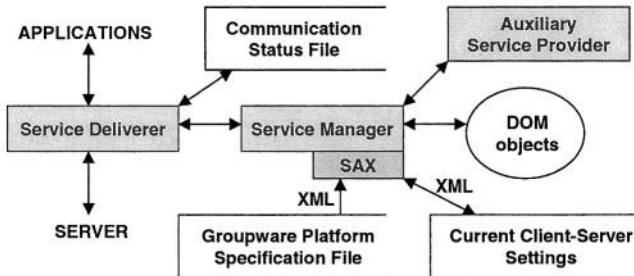 APPLICATIONS
Communication
Status File
Auxiliary
Service Provider
Service Deliverer
Service Manager
DOM
objects
SAX
XML
XML
SERVER
Groupware Platform
Specification File
Current Client-Server
Settings